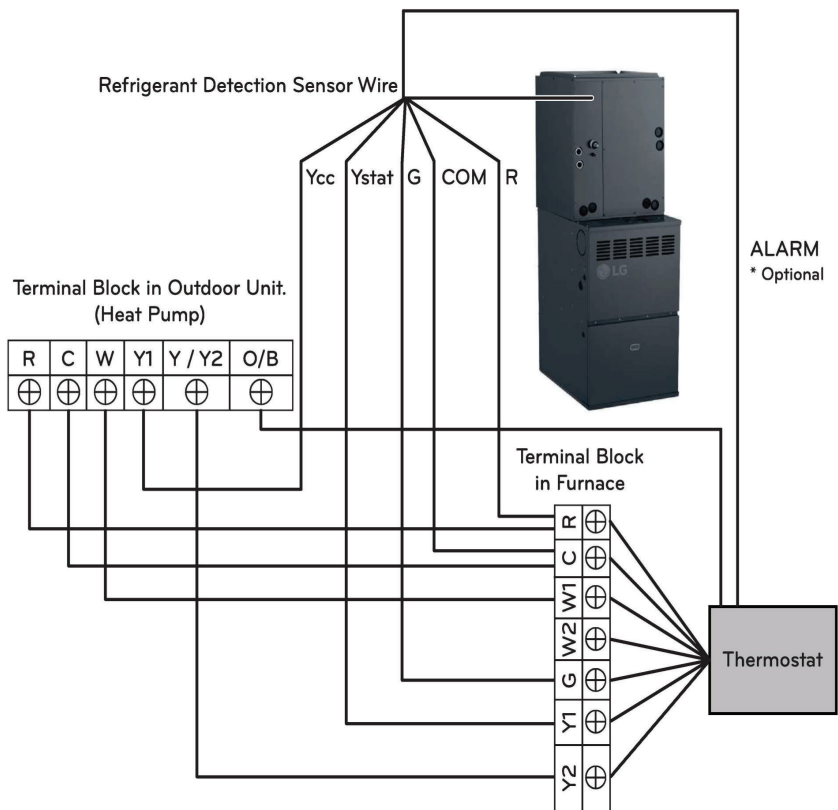 Refrigerant Detection Sensor Wire
Ycc Ystat G COM R
LG
ALARM
* Optional
Terminal Block in Outdoor Unit.
(Heat Pump)
R C W Y1 Y / Y2 O/B
Terminal Block
in Furnace
R
C
W1
W2
G
Y1
Y2
Thermostat